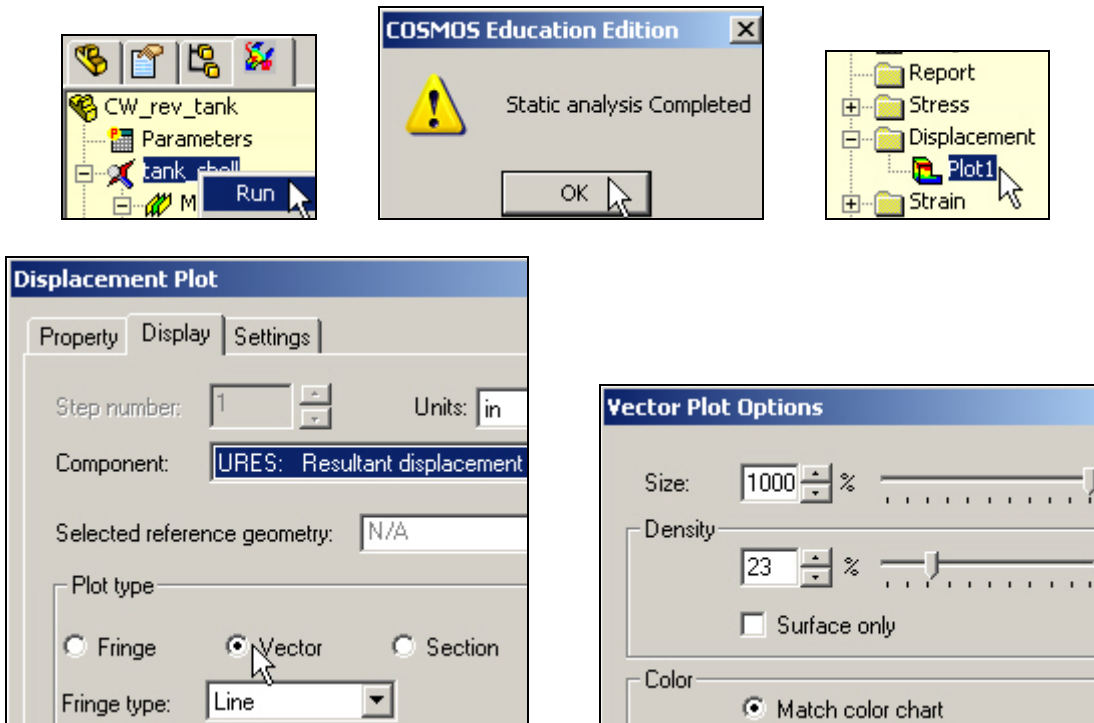 CW_rev_tank
Parameters
tank_shell
M
Run
COSMOS Education Edition
Static analysis Completed
OK
Report
Stress
Displacement
Plot1
Strain
Displacement Plot
Property Display Settings
Step number: 1 Units: in
Component: URES: Resultant displacement
Selected reference geometry: N/A
Plot type
Fringe Vector Section
Fringe type: Line
Vector Plot Options
Size: 1000 %
Density
23 %
Surface only
Color
Match color chart